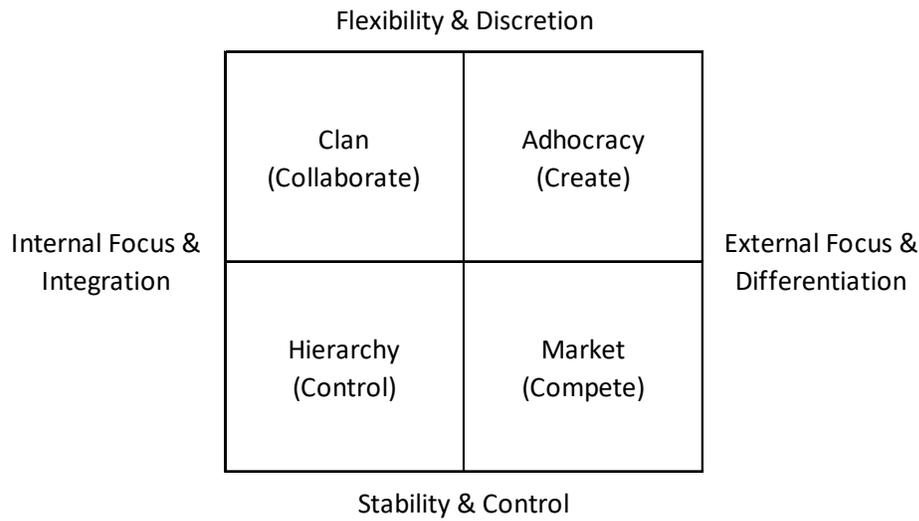 Flexibility & Discretion
Clan
(Collaborate)
Adhocracy
(Create)
Internal Focus &
Integration
External Focus &
Differentiation
Hierarchy
(Control)
Market
(Compete)
Stability & Control